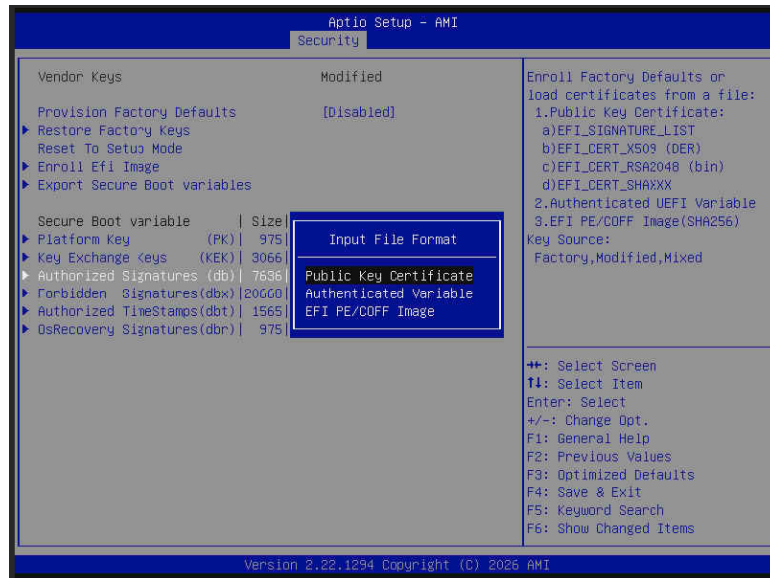 Aptio Setup - AMI
Security
Vendor Keys Modified
Provision Factory Defaults [Disabled]
Restore Factory Keys
Reset To Setup Mode
Enroll Efi Image
Export Secure Boot variables
Secure Boot variable | Size|
Platform Key (PK)| 975|
Key Exchange Keys (KEK)| 3066|
Authorized Signatures (db)| 7636|
Forbidden Signatures(dbx)|
Authorized TimeStamps(dbt)| 1565|
OsRecovery Signatures(dbr)| 975|
Input File Format
Public Key Certificate
Authenticated Variable
EFI PE/COFF Image
Enroll Factory Defaults or
load certificates from a file:
1.Public Key Certificate:
a)EFI_SIGNATURE_LIST
b)EFI_CERT_X509 (DER)
c)EFI_CERT_RSA2048 (bin)
d)EFI_CERT_SHAXXX
2.Authenticated UEFI Variable
3.EFI PE/COFF Image(SHA256)
Key Source:
Factory,Modified,Mixed
→←: Select Screen
↑↓: Select Item
Enter: Select
+/-: Change Opt.
F1: General Help
F2: Previous Values
F3: Optimized Defaults
F4: Save & Exit
F5: Keyword Search
F6: Show Changed Items
Version 2.22.1294 Copyright (C) 2026 AMI